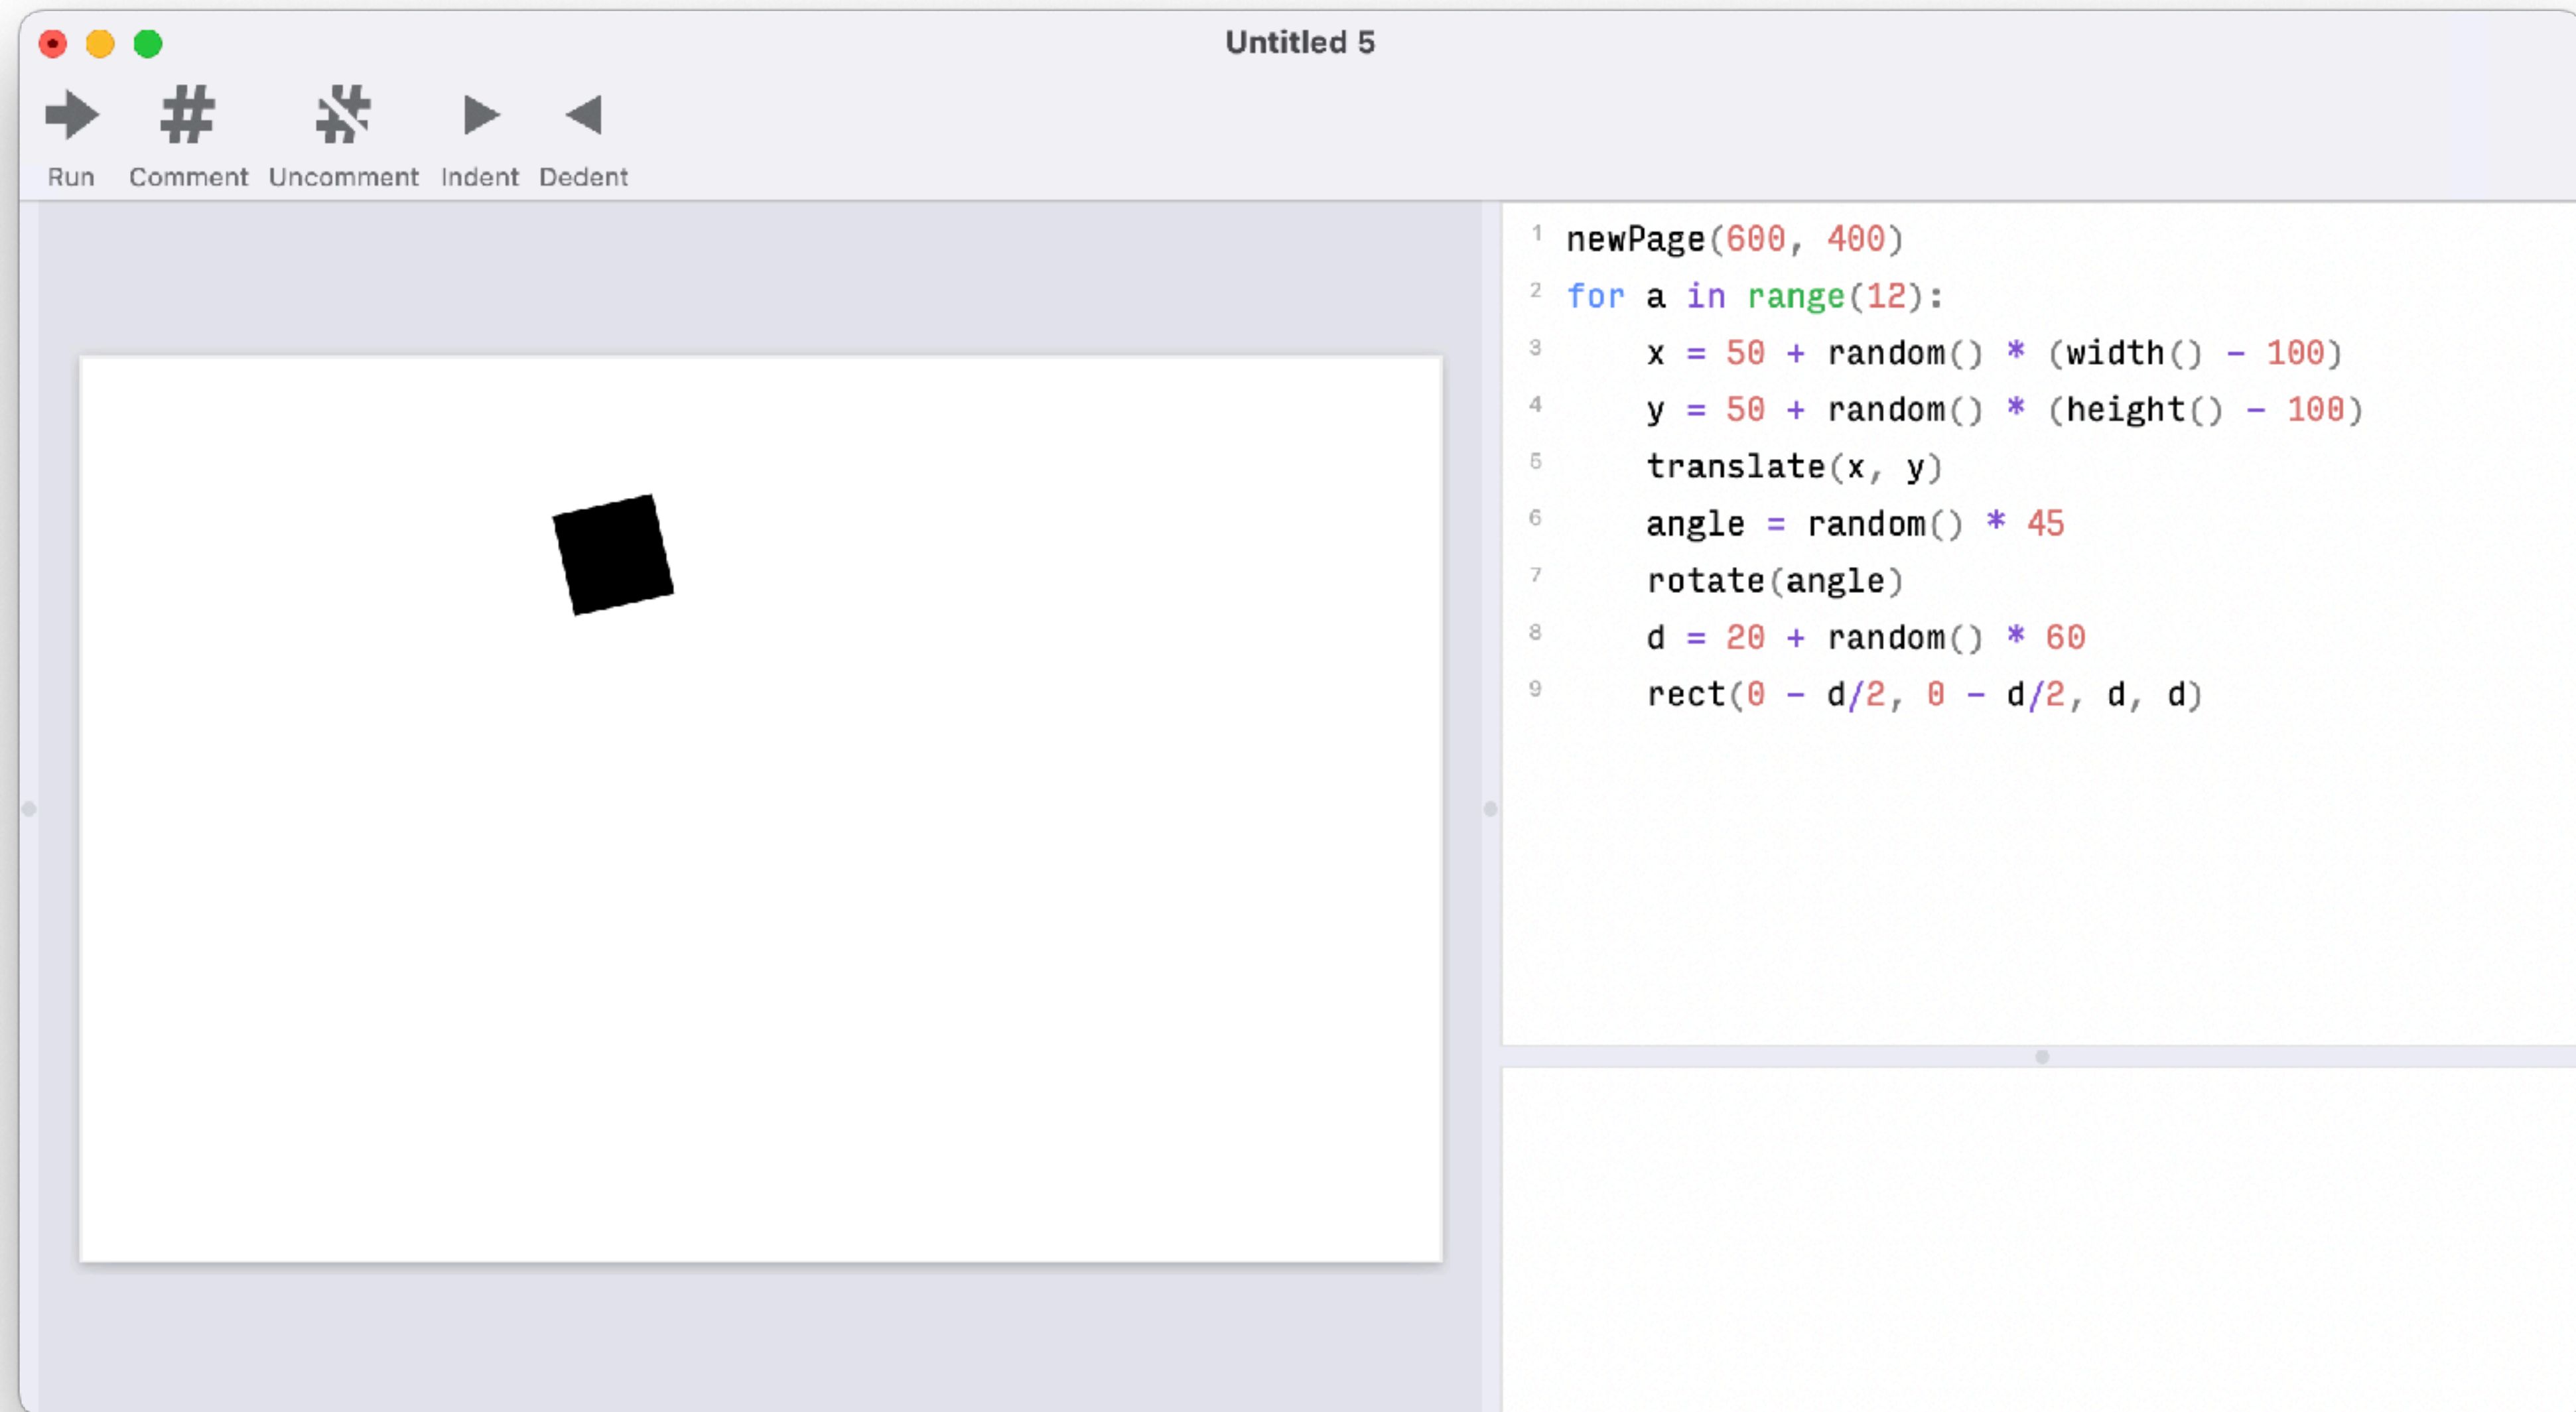 Untitled 5
Run Comment Uncomment Indent Dedent
1 newPage(600, 400)
2 for a in range(12):
3     x = 50 + random() * (width() - 100)
4     y = 50 + random() * (height() - 100)
5     translate(x, y)
6     angle = random() * 45
7     rotate(angle)
8     d = 20 + random() * 60
9     rect(0 - d/2, 0 - d/2, d, d)